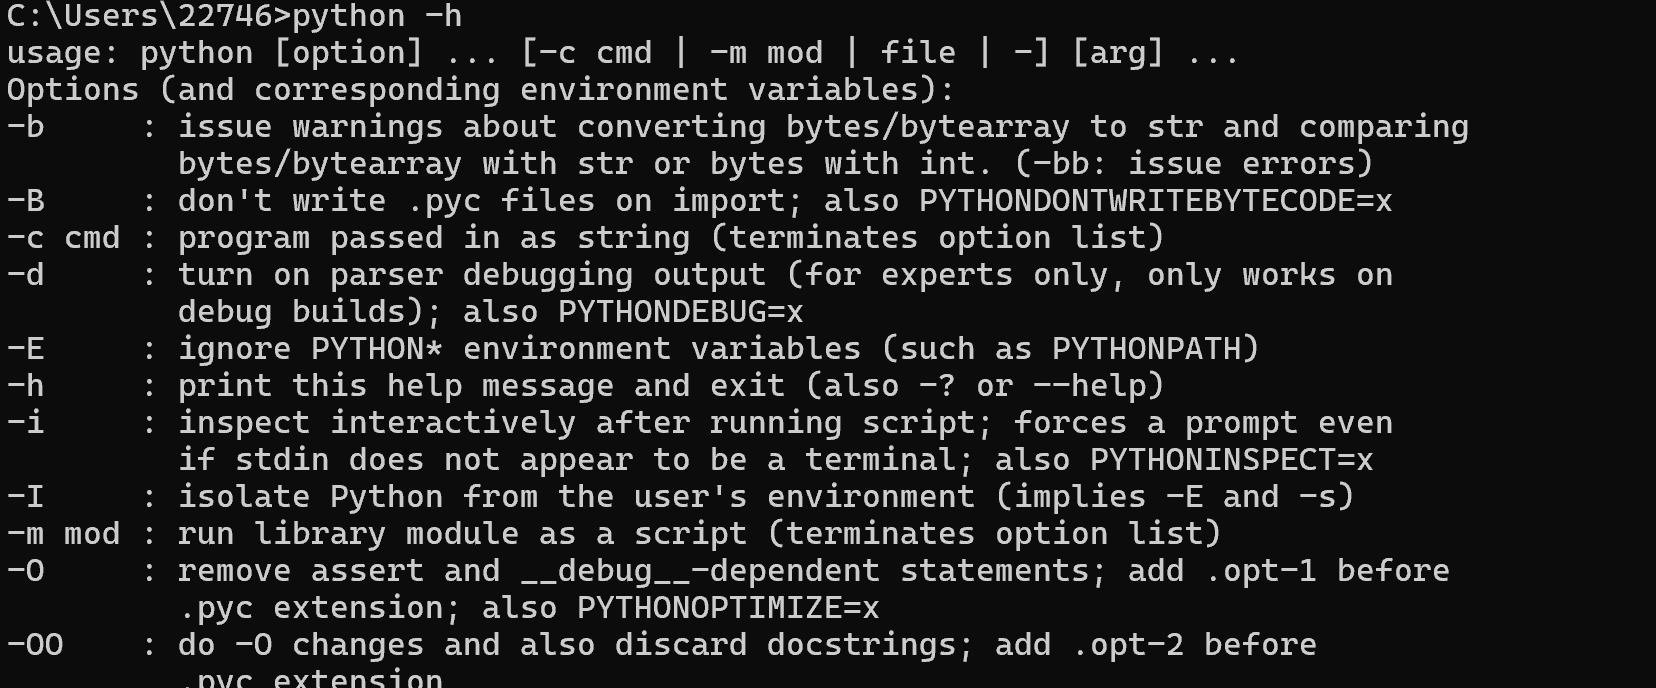 C:\Users\22746>python -h
usage: python [option] ... [-c cmd | -m mod | file | -] [arg] ...
Options (and corresponding environment variables):
-b     : issue warnings about converting bytes/bytearray to str and comparing
         bytes/bytearray with str or bytes with int. (-bb: issue errors)
-B     : don't write .pyc files on import; also PYTHONDONTWRITEBYTECODE=x
-c cmd : program passed in as string (terminates option list)
-d     : turn on parser debugging output (for experts only, only works on
         debug builds); also PYTHONDEBUG=x
-E     : ignore PYTHON* environment variables (such as PYTHONPATH)
-h     : print this help message and exit (also -? or --help)
-i     : inspect interactively after running script; forces a prompt even
         if stdin does not appear to be a terminal; also PYTHONINSPECT=x
-I     : isolate Python from the user's environment (implies -E and -s)
-m mod : run library module as a script (terminates option list)
-O     : remove assert and __debug__-dependent statements; add .opt-1 before
         .pyc extension; also PYTHONOPTIMIZE=x
-OO    : do -O changes and also discard docstrings; add .opt-2 before
         .pyc extension